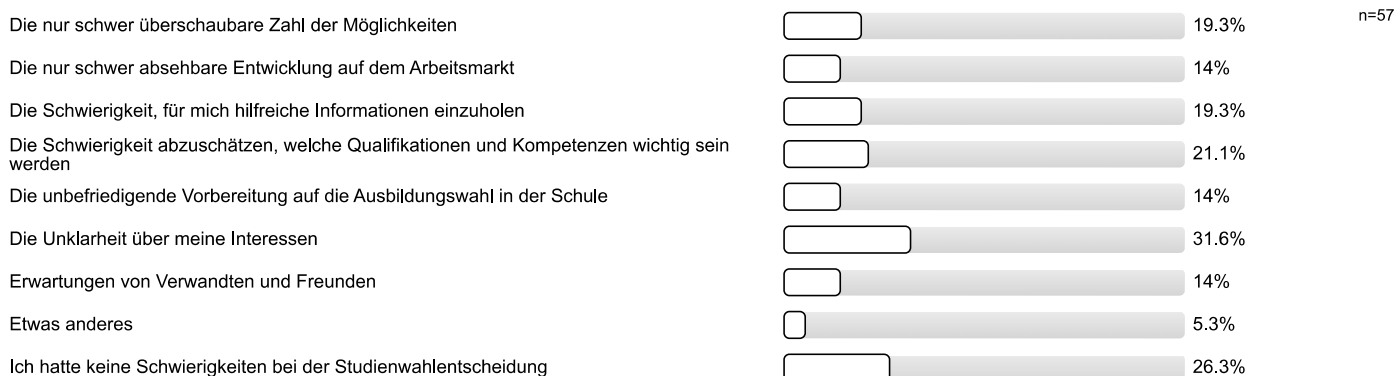 Die nur schwer überschaubare Zahl der Möglichkeiten 19.3% n=57
Die nur schwer absehbare Entwicklung auf dem Arbeitsmarkt 14%
Die Schwierigkeit, für mich hilfreiche Informationen einzuholen 19.3%
Die Schwierigkeit abzuschätzen, welche Qualifikationen und Kompetenzen wichtig sein
werden 21.1%
Die unbefriedigende Vorbereitung auf die Ausbildungswahl in der Schule 14%
Die Unklarheit über meine Interessen 31.6%
Erwartungen von Verwandten und Freunden 14%
Etwas anderes 5.3%
Ich hatte keine Schwierigkeiten bei der Studienwahlentscheidung 26.3%